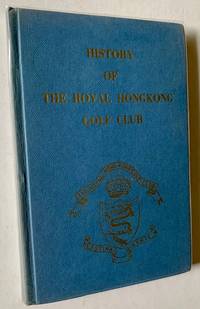 HISTORY
OF
THE ROYAL HONGKONG
GOLF CLUB